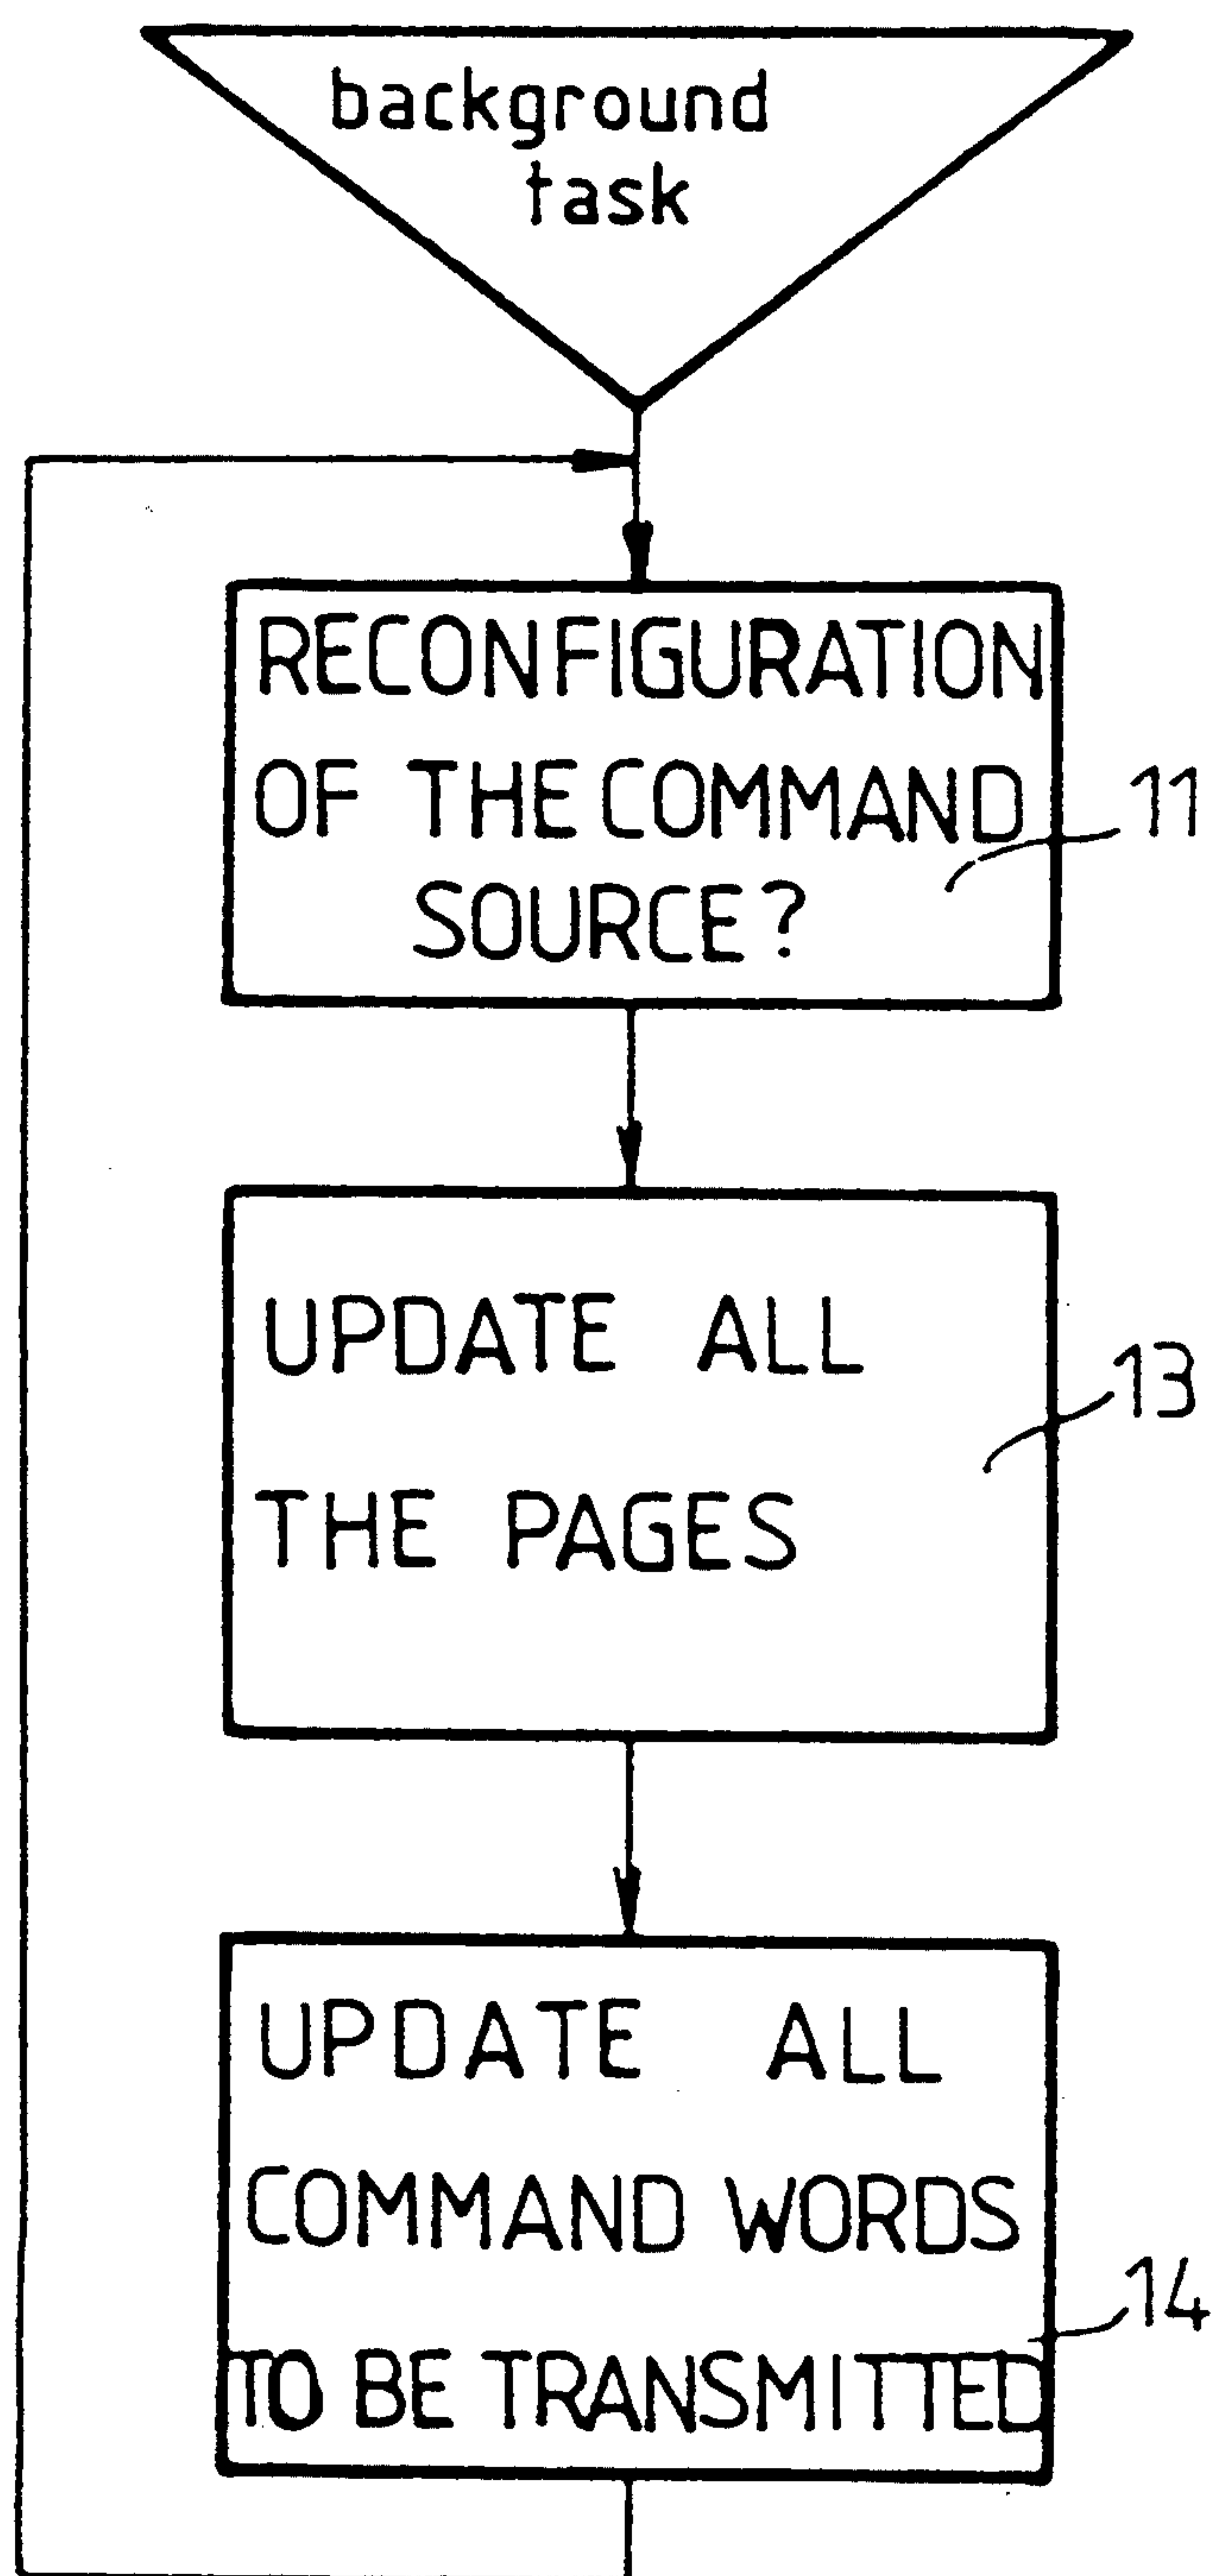 background
task
RECONFIGURATION
OF THE COMMAND
11
SOURCE?
UPDATE ALL
13
THE PAGES
UPDATE ALL
COMMAND WORDS
14
TO BE TRANSMITTED